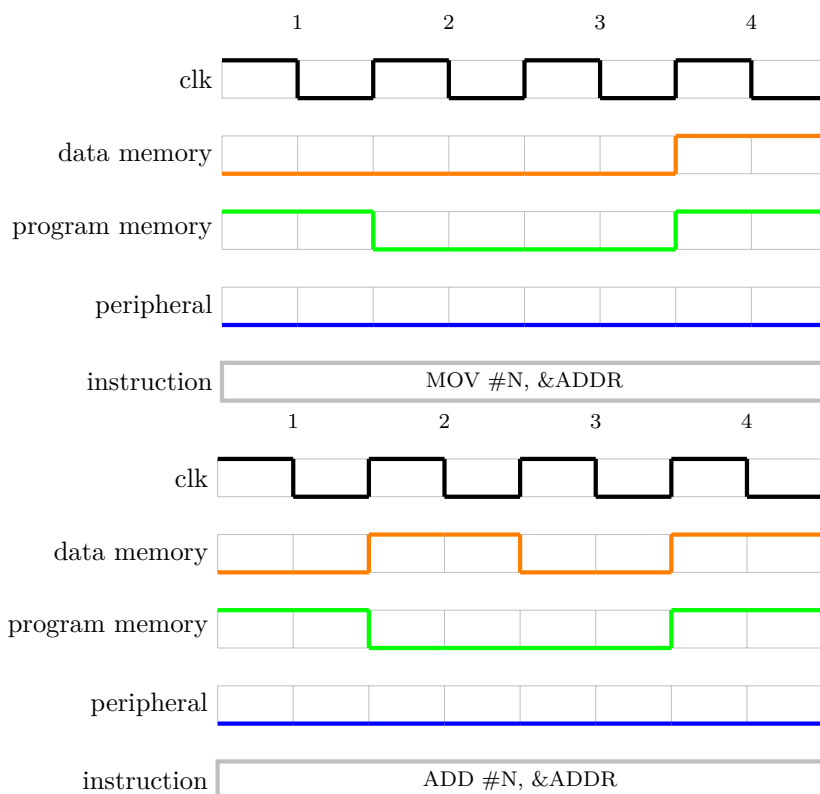 1 2 3 4
clk
data memory
program memory
peripheral
instruction MOV #N, &ADDR
1 2 3 4
clk
data memory
program memory
peripheral
instruction ADD #N, &ADDR